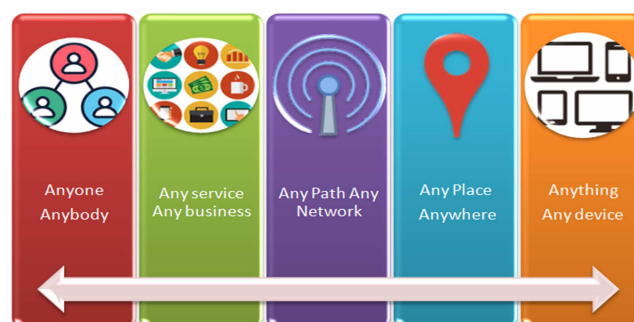 Anyone
Anybody
Any service
Any business
Any Path Any
Network
Any Place
Anywhere
Anything
Any device